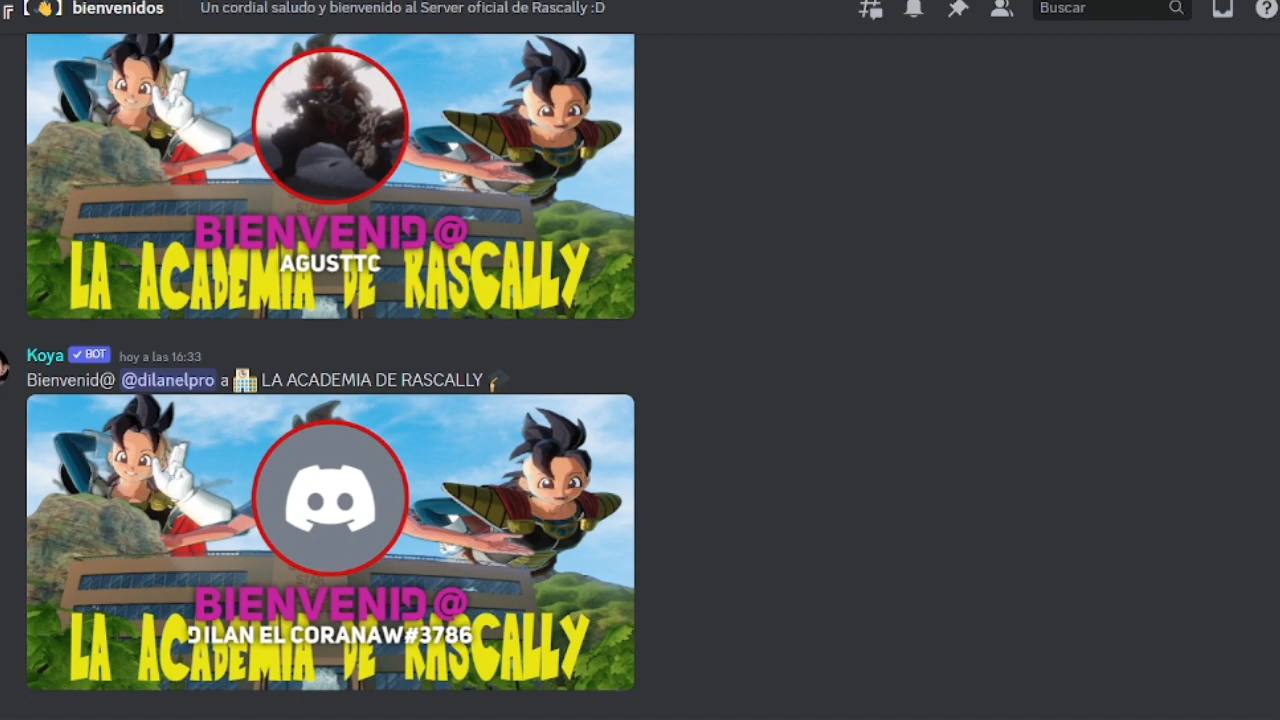 【👋】bienvenidos Un cordial saludo y bienvenido al Server oficial de Rascally :D Buscar
BIENVENID@
AGUSTTC
LA ACADEMIA DE RASCALLY
Koya BOT hoy a las 16:33
Bienvenid@ @dilanelpro a 🏫 LA ACADEMIA DE RASCALLY 🎓
BIENVENID@
DILAN EL CORANAW#3786
LA ACADEMIA DE RASCALLY